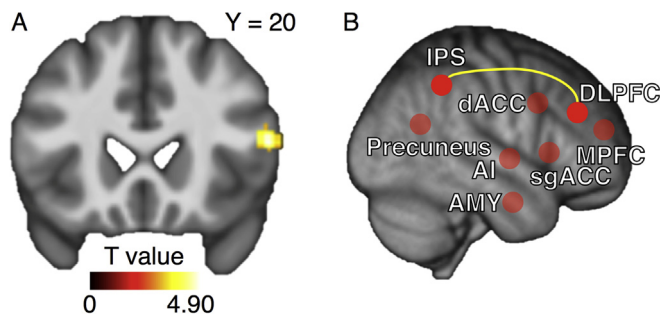 A
Y = 20
T value
0
4.90
B
IPS
DLPFC
dACC
Precuneus
MPFC
AI
sgACC
AMY